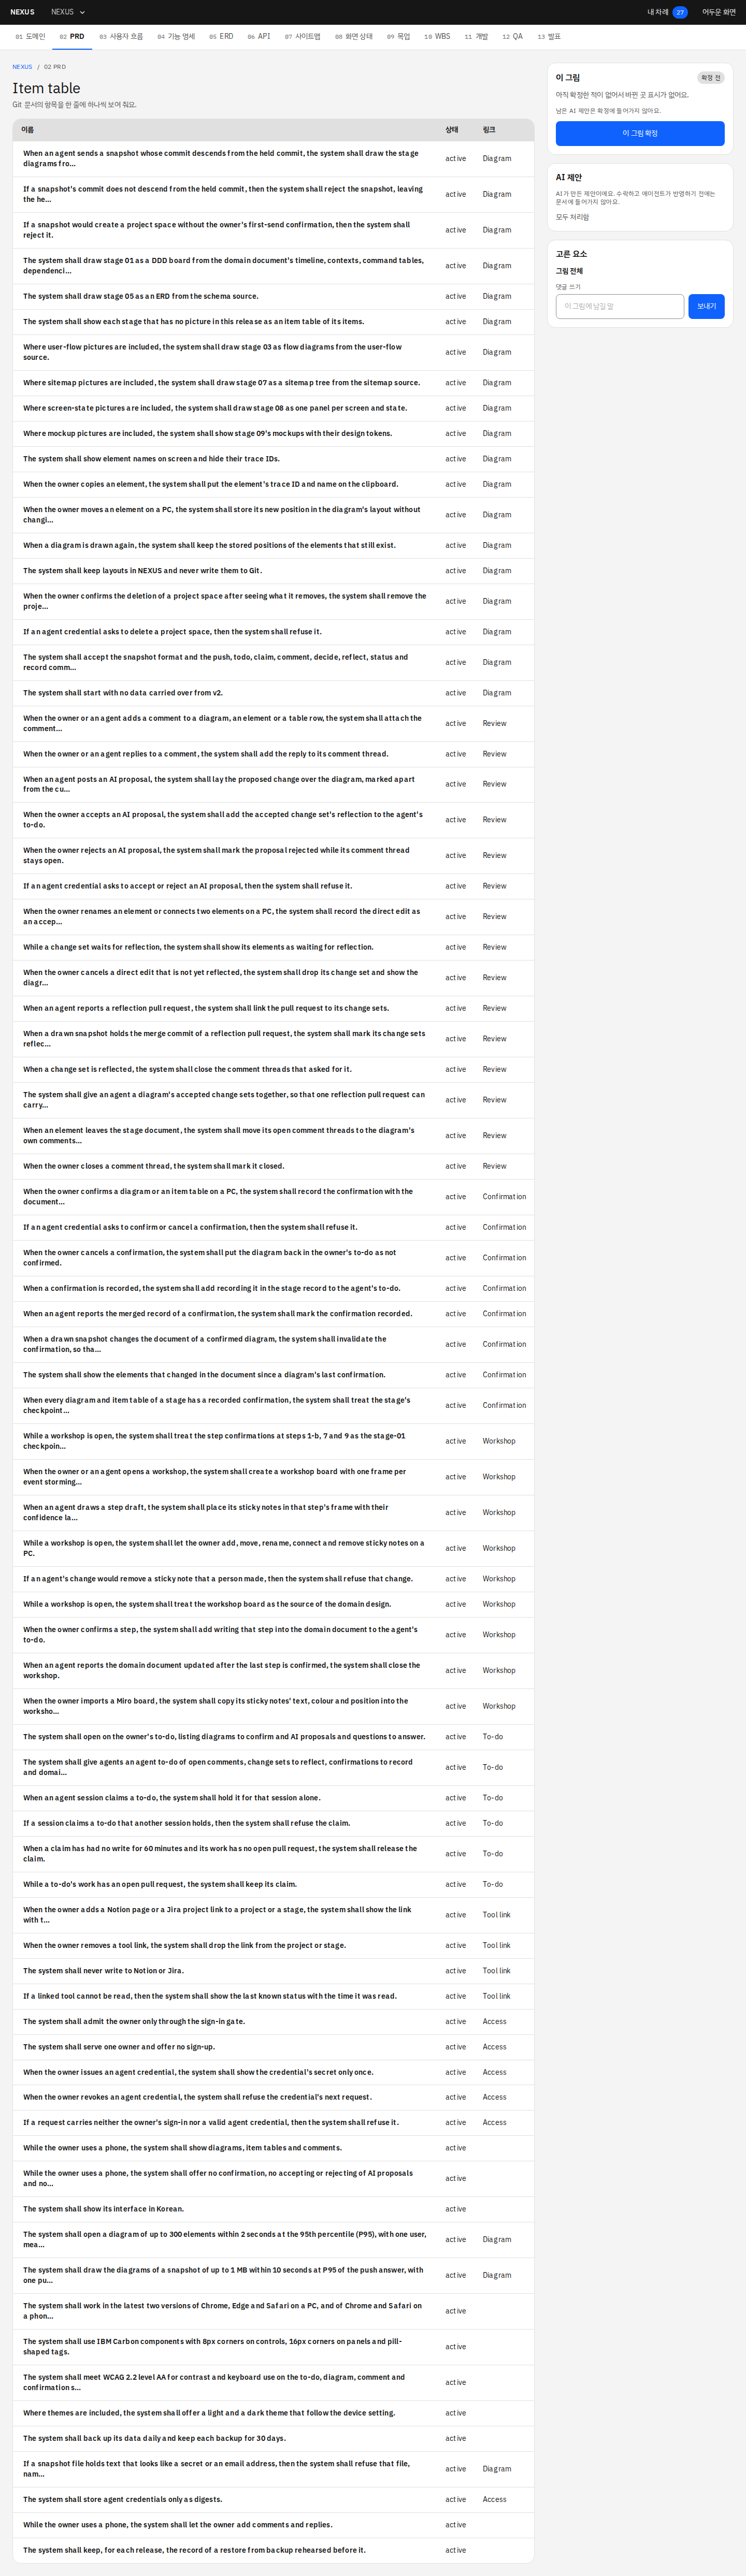 NEXUS NEXUS 내 차례 27 어두운 화면
01 도메인 02 PRD 03 사용자 흐름 04 기능 명세 05 ERD 06 API 07 사이트맵 08 화면 상태 09 목업 10 WBS 11 개발 12 QA 13 발표
NEXUS / 02 PRD
Item table
Git 문서의 항목을 한 줄에 하나씩 보여 줘요.
이름 상태 링크
When an agent sends a snapshot whose commit descends from the held commit, the system shall draw the stage
diagrams fro... active Diagram
If a snapshot's commit does not descend from the held commit, then the system shall reject the snapshot, leaving
the he... active Diagram
If a snapshot would create a project space without the owner's first-send confirmation, then the system shall
reject it. active Diagram
The system shall draw stage 01 as a DDD board from the domain document's timeline, contexts, command tables,
dependenci... active Diagram
The system shall draw stage 05 as an ERD from the schema source. active Diagram
The system shall show each stage that has no picture in this release as an item table of its items. active Diagram
Where user-flow pictures are included, the system shall draw stage 03 as flow diagrams from the user-flow
source. active Diagram
Where sitemap pictures are included, the system shall draw stage 07 as a sitemap tree from the sitemap source. active Diagram
Where screen-state pictures are included, the system shall draw stage 08 as one panel per screen and state. active Diagram
Where mockup pictures are included, the system shall show stage 09's mockups with their design tokens. active Diagram
The system shall show element names on screen and hide their trace IDs. active Diagram
When the owner copies an element, the system shall put the element's trace ID and name on the clipboard. active Diagram
When the owner moves an element on a PC, the system shall store its new position in the diagram's layout without
changi... active Diagram
When a diagram is drawn again, the system shall keep the stored positions of the elements that still exist. active Diagram
The system shall keep layouts in NEXUS and never write them to Git. active Diagram
When the owner confirms the deletion of a project space after seeing what it removes, the system shall remove the
proje... active Diagram
If an agent credential asks to delete a project space, then the system shall refuse it. active Diagram
The system shall accept the snapshot format and the push, todo, claim, comment, decide, reflect, status and
record comm... active Diagram
The system shall start with no data carried over from v2. active Diagram
When the owner or an agent adds a comment to a diagram, an element or a table row, the system shall attach the
comment... active Review
When the owner or an agent replies to a comment, the system shall add the reply to its comment thread. active Review
When an agent posts an AI proposal, the system shall lay the proposed change over the diagram, marked apart
from the cu... active Review
When the owner accepts an AI proposal, the system shall add the accepted change set's reflection to the agent's
to-do. active Review
When the owner rejects an AI proposal, the system shall mark the proposal rejected while its comment thread
stays open. active Review
If an agent credential asks to accept or reject an AI proposal, then the system shall refuse it. active Review
When the owner renames an element or connects two elements on a PC, the system shall record the direct edit as
an accep... active Review
While a change set waits for reflection, the system shall show its elements as waiting for reflection. active Review
When the owner cancels a direct edit that is not yet reflected, the system shall drop its change set and show the
diagr... active Review
When an agent reports a reflection pull request, the system shall link the pull request to its change sets. active Review
When a drawn snapshot holds the merge commit of a reflection pull request, the system shall mark its change sets
reflec... active Review
When a change set is reflected, the system shall close the comment threads that asked for it. active Review
The system shall give an agent a diagram's accepted change sets together, so that one reflection pull request can
carry... active Review
When an element leaves the stage document, the system shall move its open comment threads to the diagram's
own comments... active Review
When the owner closes a comment thread, the system shall mark it closed. active Review
When the owner confirms a diagram or an item table on a PC, the system shall record the confirmation with the
document... active Confirmation
If an agent credential asks to confirm or cancel a confirmation, then the system shall refuse it. active Confirmation
When the owner cancels a confirmation, the system shall put the diagram back in the owner's to-do as not
confirmed. active Confirmation
When a confirmation is recorded, the system shall add recording it in the stage record to the agent's to-do. active Confirmation
When an agent reports the merged record of a confirmation, the system shall mark the confirmation recorded. active Confirmation
When a drawn snapshot changes the document of a confirmed diagram, the system shall invalidate the
confirmation, so tha... active Confirmation
The system shall show the elements that changed in the document since a diagram's last confirmation. active Confirmation
When every diagram and item table of a stage has a recorded confirmation, the system shall treat the stage's
checkpoint... active Confirmation
While a workshop is open, the system shall treat the step confirmations at steps 1-b, 7 and 9 as the stage-01
checkpoin... active Workshop
When the owner or an agent opens a workshop, the system shall create a workshop board with one frame per
event storming... active Workshop
When an agent draws a step draft, the system shall place its sticky notes in that step's frame with their
confidence la... active Workshop
While a workshop is open, the system shall let the owner add, move, rename, connect and remove sticky notes on a
PC. active Workshop
If an agent's change would remove a sticky note that a person made, then the system shall refuse that change. active Workshop
While a workshop is open, the system shall treat the workshop board as the source of the domain design. active Workshop
When the owner confirms a step, the system shall add writing that step into the domain document to the agent's
to-do. active Workshop
When an agent reports the domain document updated after the last step is confirmed, the system shall close the
workshop. active Workshop
When the owner imports a Miro board, the system shall copy its sticky notes' text, colour and position into the
worksho... active Workshop
The system shall open on the owner's to-do, listing diagrams to confirm and AI proposals and questions to answer. active To-do
The system shall give agents an agent to-do of open comments, change sets to reflect, confirmations to record
and domai... active To-do
When an agent session claims a to-do, the system shall hold it for that session alone. active To-do
If a session claims a to-do that another session holds, then the system shall refuse the claim. active To-do
When a claim has had no write for 60 minutes and its work has no open pull request, the system shall release the
claim. active To-do
While a to-do's work has an open pull request, the system shall keep its claim. active To-do
When the owner adds a Notion page or a Jira project link to a project or a stage, the system shall show the link
with t... active Tool link
When the owner removes a tool link, the system shall drop the link from the project or stage. active Tool link
The system shall never write to Notion or Jira. active Tool link
If a linked tool cannot be read, then the system shall show the last known status with the time it was read. active Tool link
The system shall admit the owner only through the sign-in gate. active Access
The system shall serve one owner and offer no sign-up. active Access
When the owner issues an agent credential, the system shall show the credential's secret only once. active Access
When the owner revokes an agent credential, the system shall refuse the credential's next request. active Access
If a request carries neither the owner's sign-in nor a valid agent credential, then the system shall refuse it. active Access
While the owner uses a phone, the system shall show diagrams, item tables and comments. active
While the owner uses a phone, the system shall offer no confirmation, no accepting or rejecting of AI proposals
and no... active
The system shall show its interface in Korean. active
The system shall open a diagram of up to 300 elements within 2 seconds at the 95th percentile (P95), with one user,
mea... active Diagram
The system shall draw the diagrams of a snapshot of up to 1 MB within 10 seconds at P95 of the push answer, with
one pu... active Diagram
The system shall work in the latest two versions of Chrome, Edge and Safari on a PC, and of Chrome and Safari on
a phon... active
The system shall use IBM Carbon components with 8px corners on controls, 16px corners on panels and pill-
shaped tags. active
The system shall meet WCAG 2.2 level AA for contrast and keyboard use on the to-do, diagram, comment and
confirmation s... active
Where themes are included, the system shall offer a light and a dark theme that follow the device setting. active
The system shall back up its data daily and keep each backup for 30 days. active
If a snapshot file holds text that looks like a secret or an email address, then the system shall refuse that file,
nam... active Diagram
The system shall store agent credentials only as digests. active Access
While the owner uses a phone, the system shall let the owner add comments and replies. active
The system shall keep, for each release, the record of a restore from backup rehearsed before it. active
이 그림 확정 전
아직 확정한 적이 없어서 바뀐 곳 표시가 없어요.
남은 AI 제안은 확정에 들어가지 않아요.
이 그림 확정
AI 제안
AI가 만든 제안이에요. 수락하고 에이전트가 반영하기 전에는
문서에 들어가지 않아요.
모두 처리함
고른 요소
그림 전체
댓글 쓰기
이 그림에 남길 말 보내기